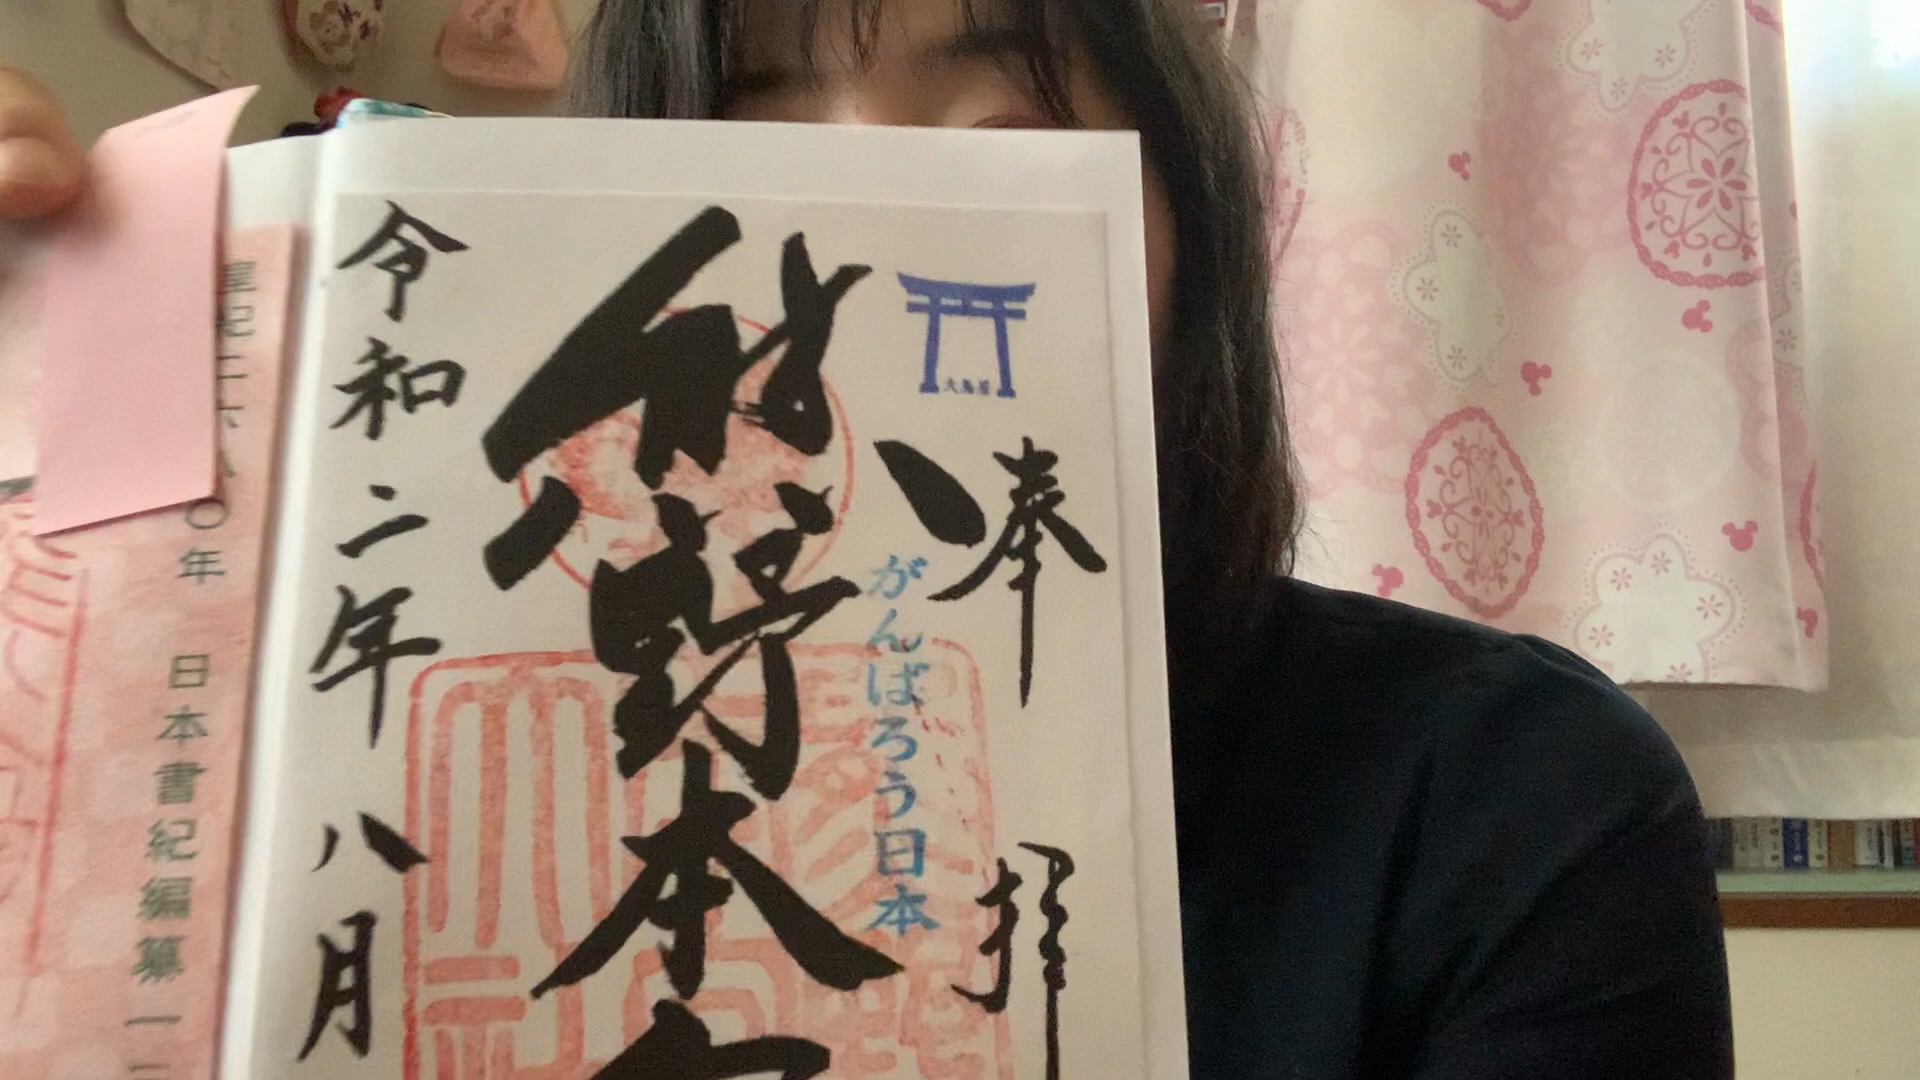 奉拝
大鳥居
がんばろう日本
熊野本宮
令和二年八月
年 日本書紀編纂一